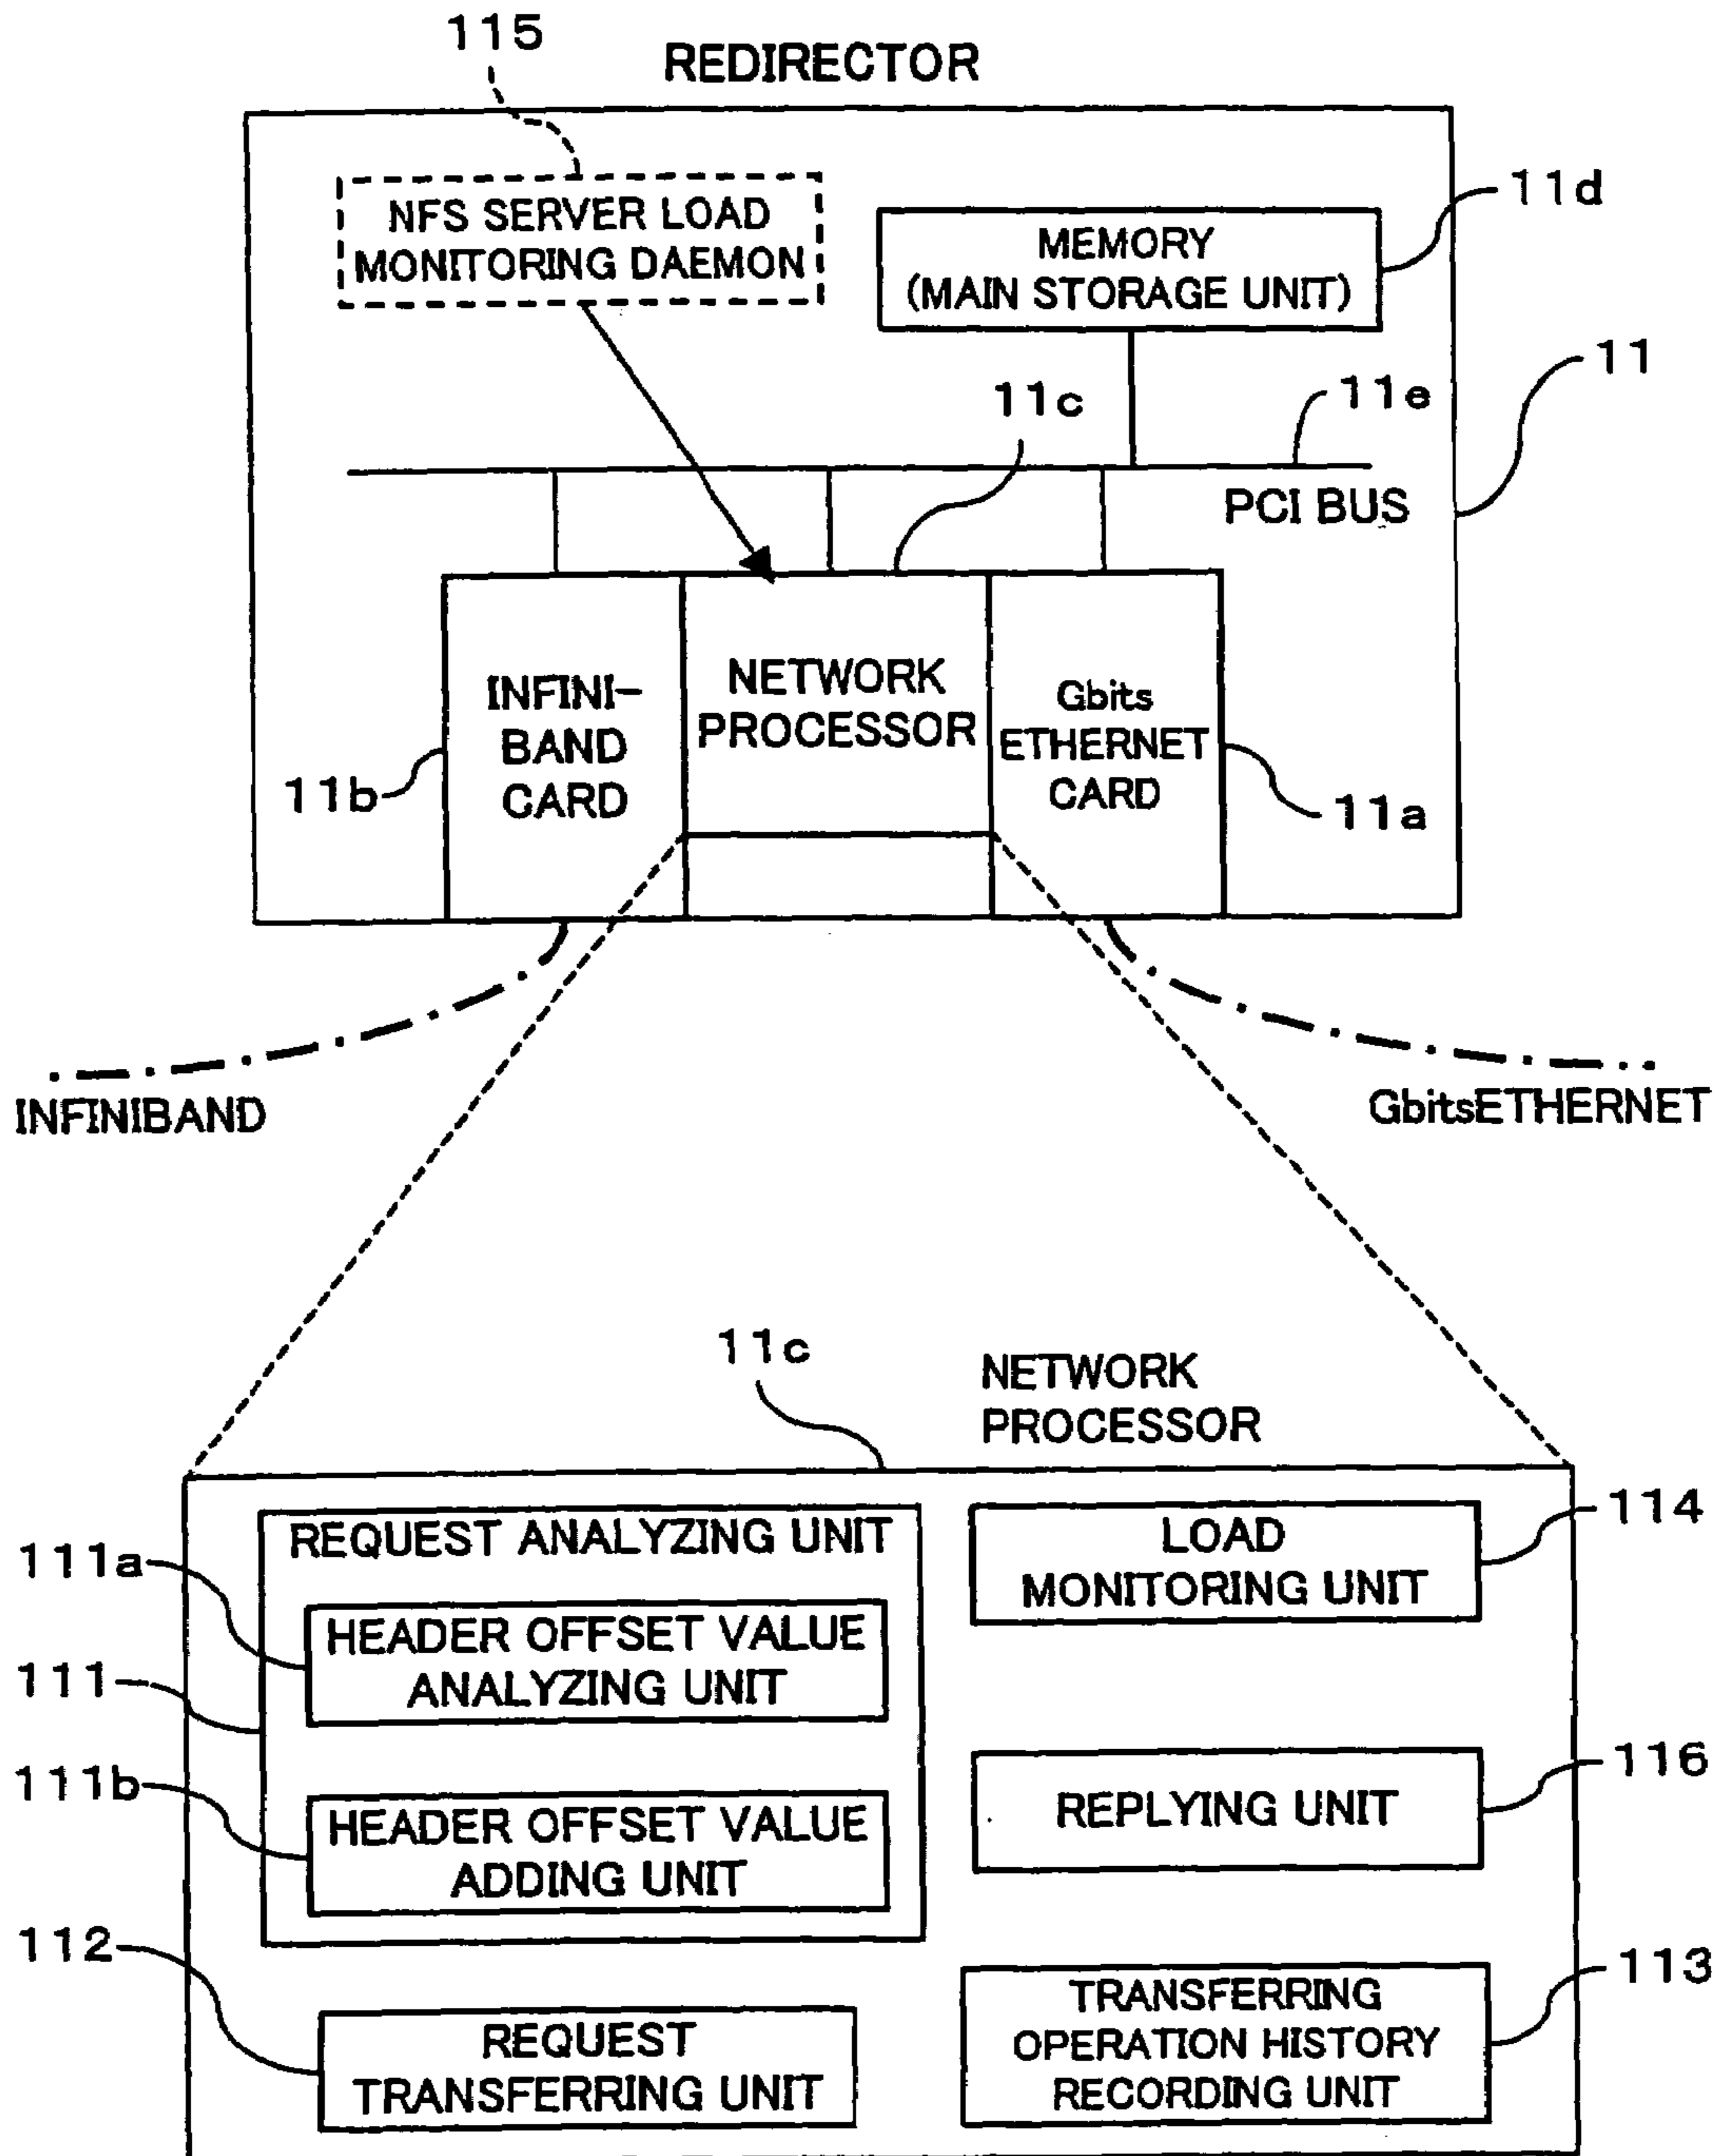 115
REDIRECTOR
NFS SERVER LOAD
MONITORING DAEMON
MEMORY
(MAIN STORAGE UNIT)
11d
11
11c
11e
PCI BUS
INFINI-
BAND
CARD
NETWORK
PROCESSOR
Gbits
ETHERNET
CARD
11b
11a
INFINIBAND
GbitsETHERNET
11c
NETWORK
PROCESSOR
REQUEST ANALYZING UNIT
111a
HEADER OFFSET VALUE
ANALYZING UNIT
111
111b
HEADER OFFSET VALUE
ADDING UNIT
112
REQUEST
TRANSFERRING UNIT
LOAD
MONITORING UNIT
114
REPLYING UNIT
116
TRANSFERRING
OPERATION HISTORY
RECORDING UNIT
113